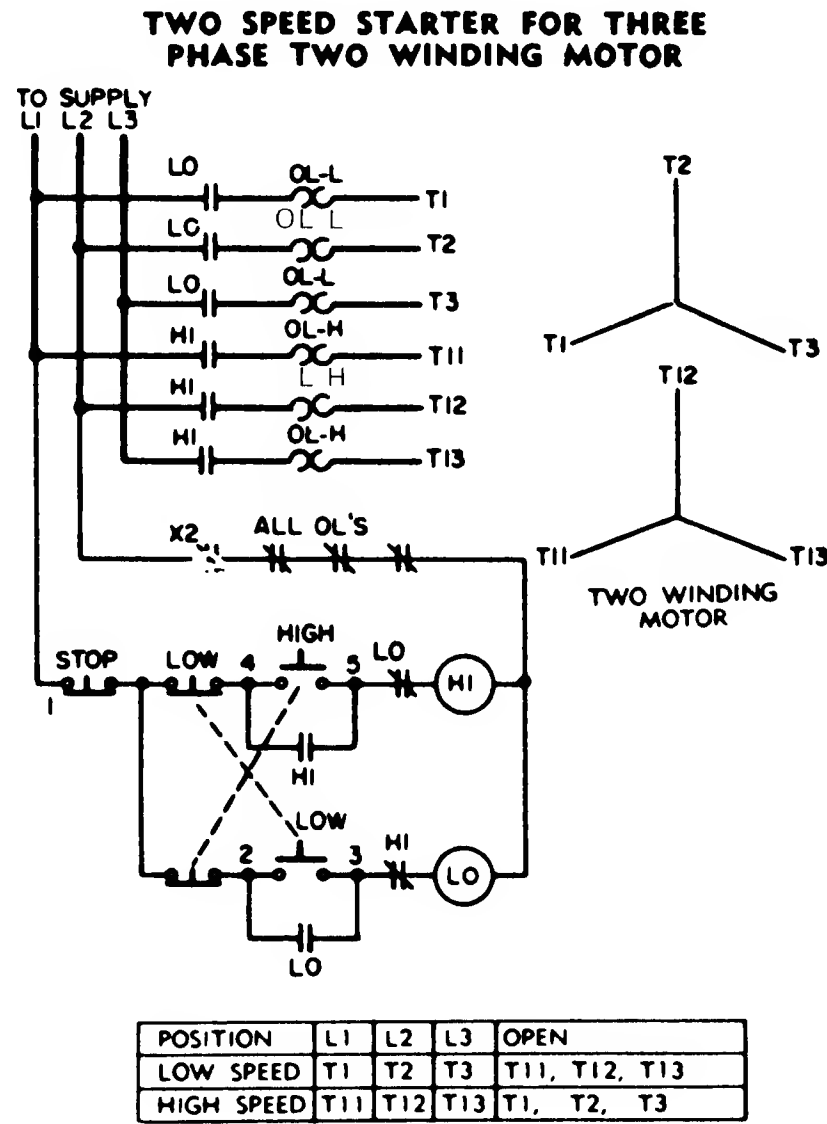 TWO SPEED STARTER FOR THREE
PHASE TWO WINDING MOTOR
TO SUPPLY
L1 L2 L3
LO OL-L T1
OL L
LO T2
LO OL-L T3
HI OL-H T11
L H
HI T12
HI OL-H T13
T2
T1 T3
T12
T11 T13
TWO WINDING
MOTOR
X2 ALL OL'S
HIGH
STOP LOW 4 5 LO HI
1
HI
LOW
2 3 HI LO
LO
POSITION L1 L2 L3 OPEN
LOW SPEED T1 T2 T3 T11, T12, T13
HIGH SPEED T11 T12 T13 T1, T2, T3